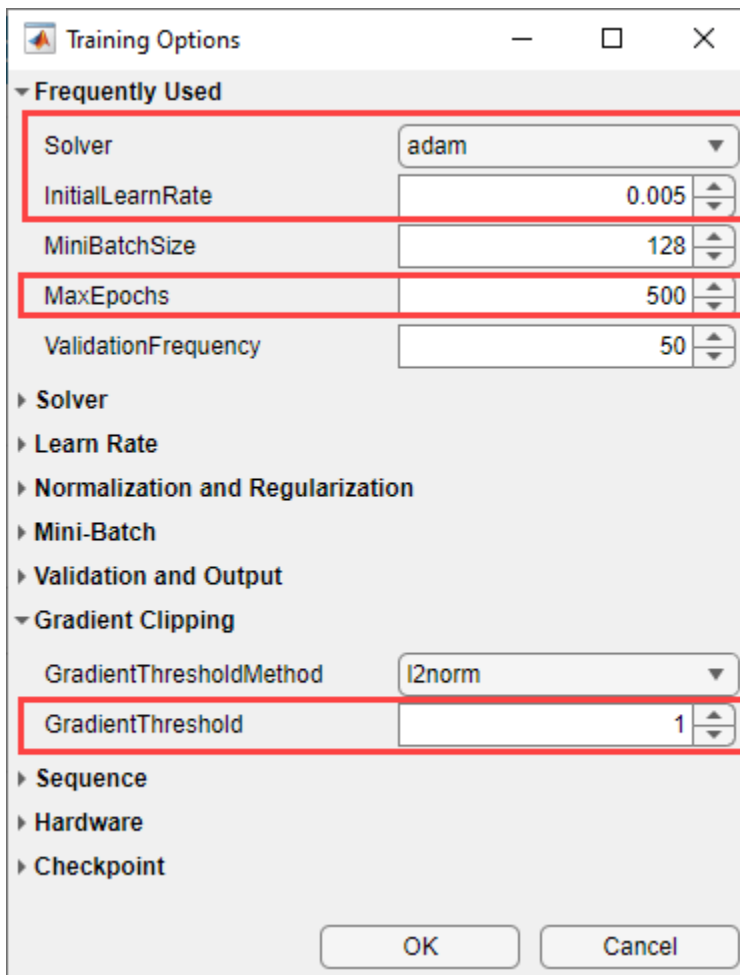 Training Options
Frequently Used
Solver adam
InitialLearnRate 0.005
MiniBatchSize 128
MaxEpochs 500
ValidationFrequency 50
Solver
Learn Rate
Normalization and Regularization
Mini-Batch
Validation and Output
Gradient Clipping
GradientThresholdMethod l2norm
GradientThreshold 1
Sequence
Hardware
Checkpoint
OK Cancel